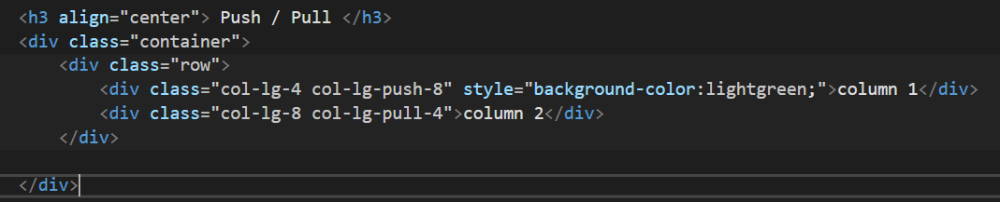 <h3 align="center"> Push / Pull </h3>
<div class="container">
    <div class="row">
        <div class="col-lg-4 col-lg-push-8" style="background-color:lightgreen;">column 1</div>
        <div class="col-lg-8 col-lg-pull-4">column 2</div>
    </div>
</div>